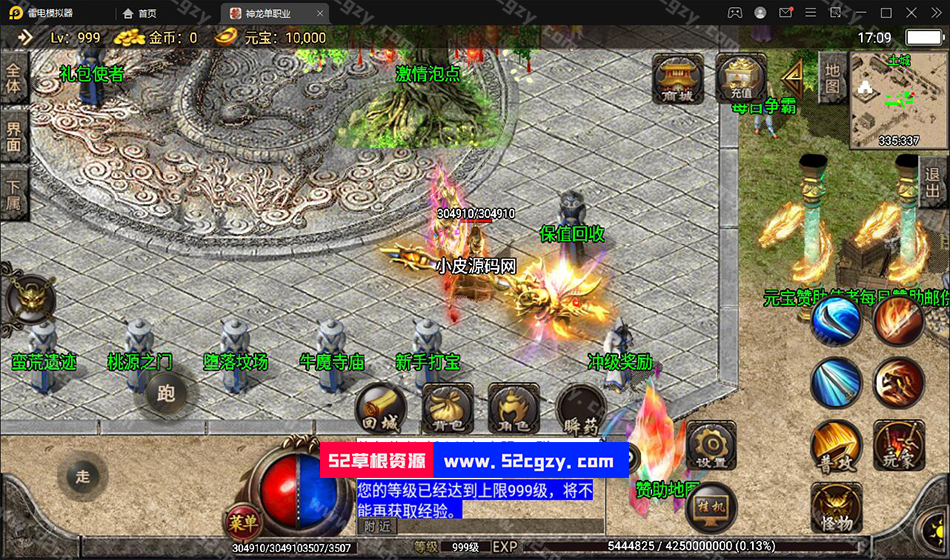 雷电模拟器
首页
神龙单职业
Lv: 999
金币: 0
元宝: 10,000
17:09
全体
界面
下属
礼包使者
激情泡点
商城
充值
每日争霸
地图
土城
335:337
退出
304910/304910
保值回收
小皮源码网
元宝赞助使者
每日赞助邮件
蛮荒遗迹
桃源之门
堕落坟场
牛魔寺庙
新手打宝
冲级奖励
跑
回城
背包
角色
瞬药
走
设置
普攻
玩家
52草根资源 www.52cgzy.com
赞助地图
您的等级已经达到上限999级，将不
能再获取经验。
挂机
怪物
菜单
附近
304910/304910
3507/3507
等级 999级 EXP 5444825 / 4250000000 (0.13%)